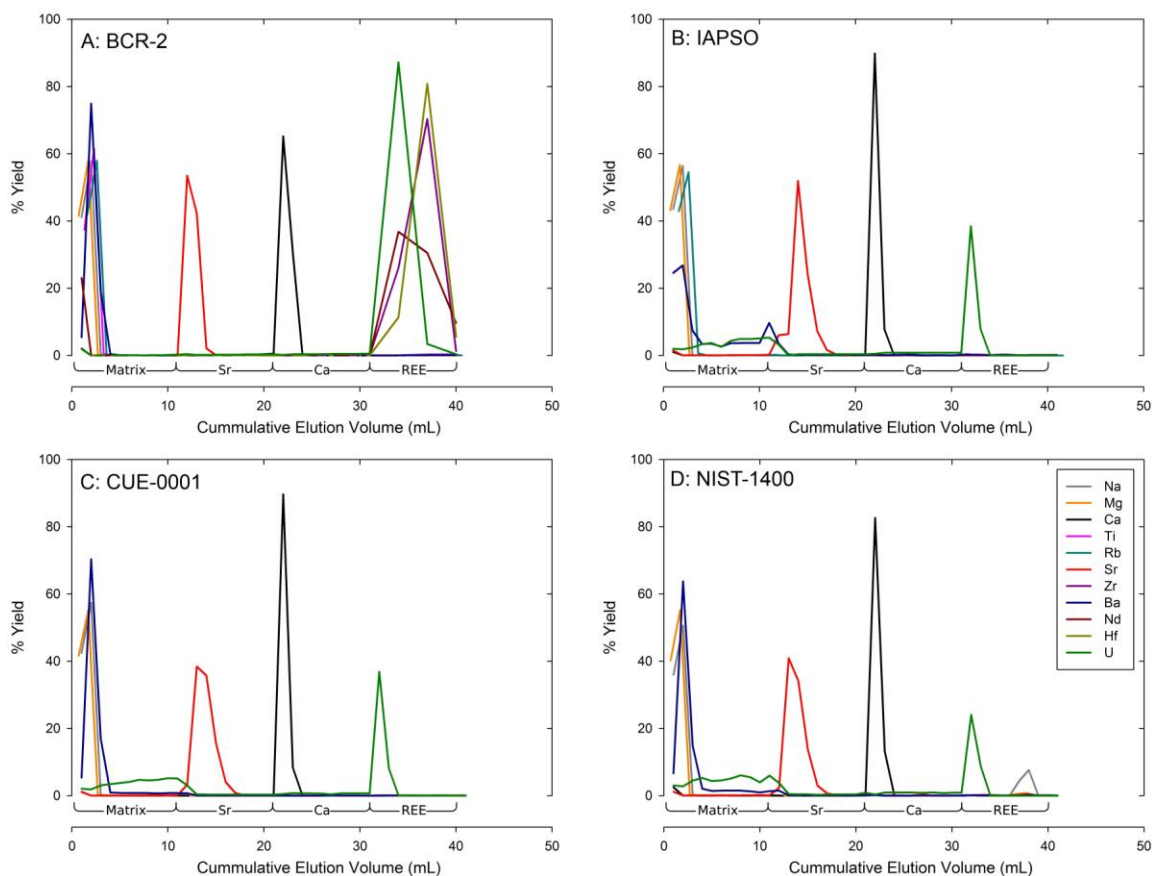 A: BCR-2
100
80
60
40
20
0
% Yield
Matrix Sr Ca REE
0 10 20 30 40 50
Cummulative Elution Volume (mL)
B: IAPSO
100
80
60
40
20
0
% Yield
Matrix Sr Ca REE
0 10 20 30 40 50
Cummulative Elution Volume (mL)
C: CUE-0001
100
80
60
40
20
0
% Yield
Matrix Sr Ca REE
0 10 20 30 40 50
Cummulative Elution Volume (mL)
D: NIST-1400
100
80
60
40
20
0
% Yield
Na
Mg
Ca
Ti
Rb
Sr
Zr
Ba
Nd
Hf
U
Matrix Sr Ca REE
0 10 20 30 40 50
Cummulative Elution Volume (mL)